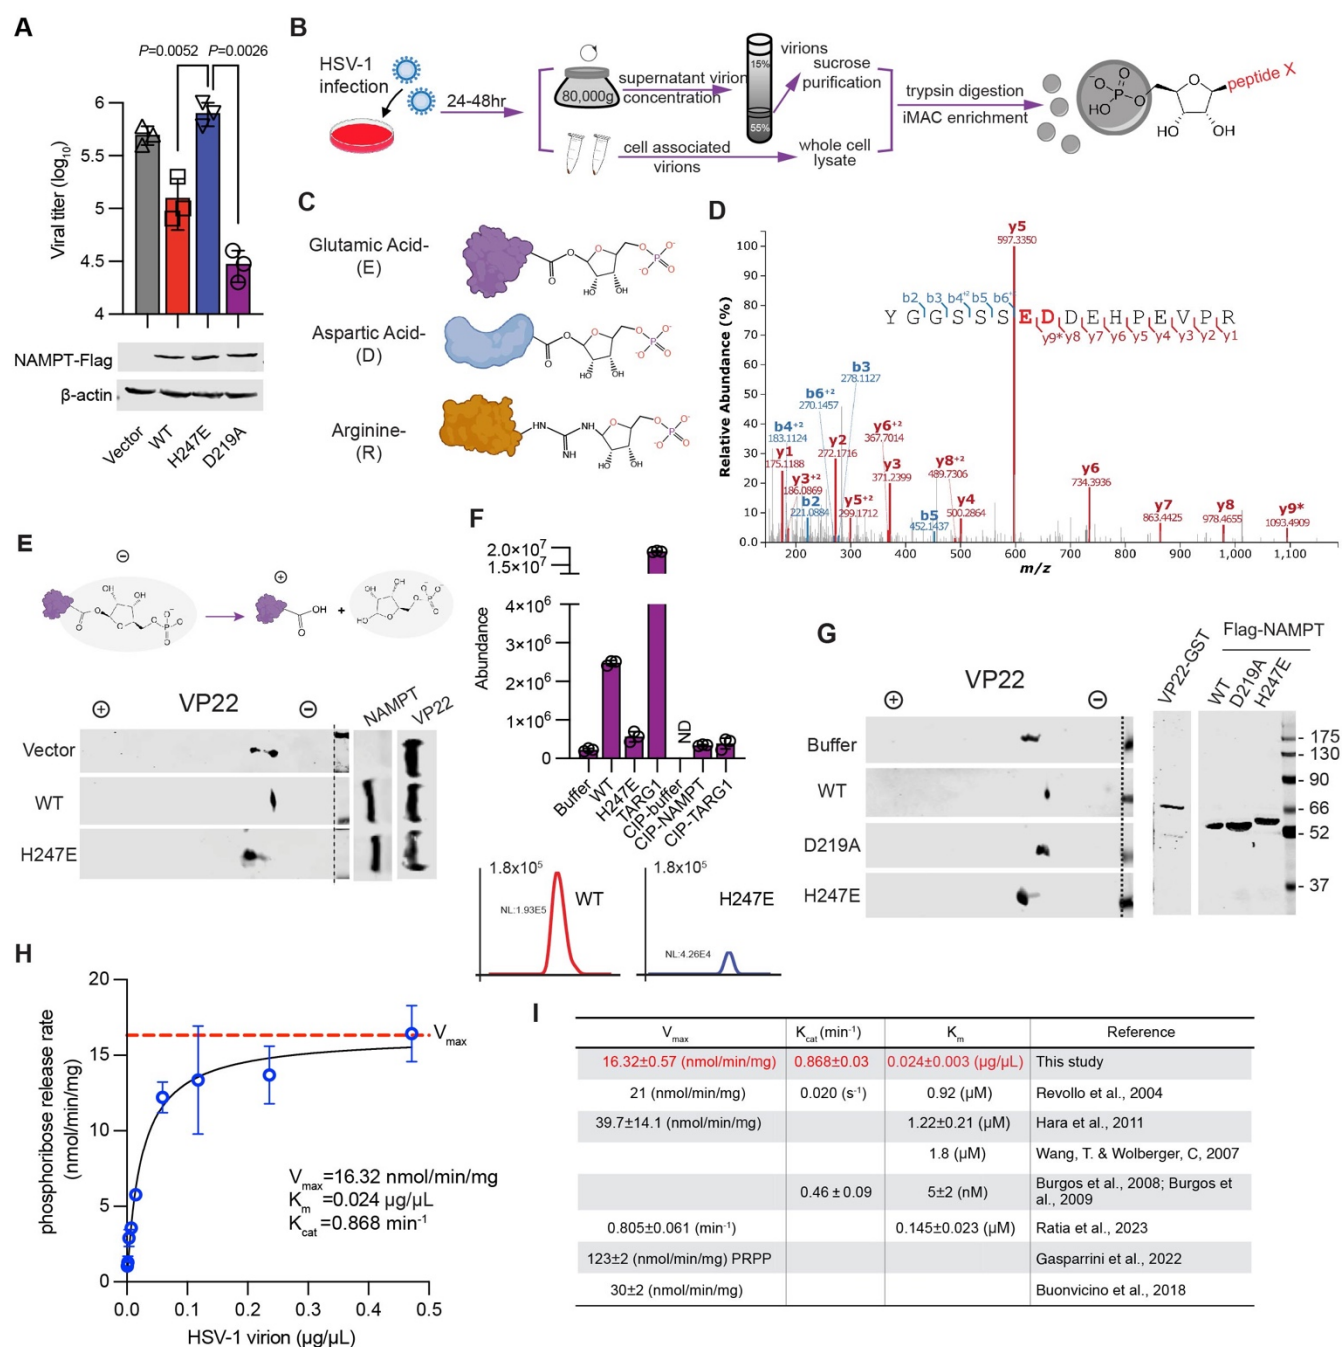 A
P=0.0052
P=0.0026
Viral titer (log10)
6
5.5
5
4.5
4
NAMPT-Flag
β-actin
Vector
WT
H247E
D219A
B
HSV-1
infection
24-48hr
80,000g
supernatant virion
concentration
virions
15%
55%
sucrose
purification
cell associated
virions
whole cell
lysate
trypsin digestion
iMAC enrichment
peptide X
O
P
O⁻
HO
O
O
HO
OH
C
Glutamic Acid-
(E)
Aspartic Acid-
(D)
Arginine-
(R)
D
Relative Abundance (%)
100
90
80
70
60
50
40
30
20
10
0.0
200
300
400
500
600
700
800
900
1,000
1,100
m/z
b2 b3 b4+2 b5 b6
Y G G S S S E D D E H P E V P R
y9* y8 y7 y6 y5 y4 y3 y2 y1
y5
597.3350
b3
278.1127
b6+2
270.1457
b4+2
183.1124
y1
175.1188
y3+2
186.0869
b2
221.0884
y2
272.1716
y5+2
299.1712
y6+2
367.7014
y3
371.2399
b5
452.1437
y8+2
489.7306
y4
500.2864
y6
734.3936
y7
863.4425
y8
978.4655
y9*
1093.4909
E
⊖
⊕
+
VP22
⊕
⊖
NAMPT
VP22
Vector
WT
H247E
F
Abundance
2.0×10⁷
1.5×10⁷
4×10⁶
3×10⁶
2×10⁶
1×10⁶
0
ND
Buffer
WT
H247E
TARG1
CIP-buffer
CIP-NAMPT
CIP-TARG1
1.8x10⁵
WT
NL:1.93E5
1.8x10⁵
H247E
NL:4.26E4
G
VP22
⊕
⊖
Buffer
WT
D219A
H247E
VP22-GST
Flag-NAMPT
WT
D219A
H247E
- 175
- 130
- 90
- 66
- 52
- 37
H
phosphoribose release rate
(nmol/min/mg)
20
15
10
5
0
0.0
0.1
0.2
0.3
0.4
0.5
HSV-1 virion (µg/µL)
Vmax
Vmax=16.32 nmol/min/mg
Km=0.024 µg/µL
Kcat=0.868 min⁻¹
I
Vmax Kcat (min⁻¹) Km Reference
16.32±0.57 (nmol/min/mg) 0.868±0.03 0.024±0.003 (µg/µL) This study
21 (nmol/min/mg) 0.020 (s⁻¹) 0.92 (µM) Revollo et al., 2004
39.7±14.1 (nmol/min/mg) 1.22±0.21 (µM) Hara et al., 2011
1.8 (µM) Wang, T. & Wolberger, C, 2007
0.46 ± 0.09 5±2 (nM) Burgos et al., 2008; Burgos et
al., 2009
0.805±0.061 (min⁻¹) 0.145±0.023 (µM) Ratia et al., 2023
123±2 (nmol/min/mg) PRPP Gasparrini et al., 2022
30±2 (nmol/min/mg) Buonvicino et al., 2018